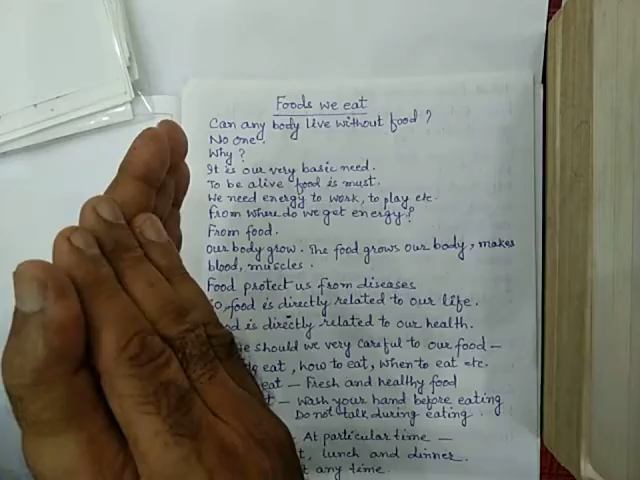 Foods we eat
Can any body live without food ?
No one.
Why ?
It is our very basic need.
To be alive food is must.
We need energy to work, to play etc.
From where do we get energy?
From food.
Our body grow. The food grows our body, makes
blood, muscles.
Food protect us from diseases
So, food is directly related to our life.
is directly related to our health.
should we very careful to our food —
eat, how to eat, when to eat etc.
eat — Fresh and healthy food
— Wash your hand before eating
Do not talk during eating.
At particular time —
lunch and dinner.
any time.